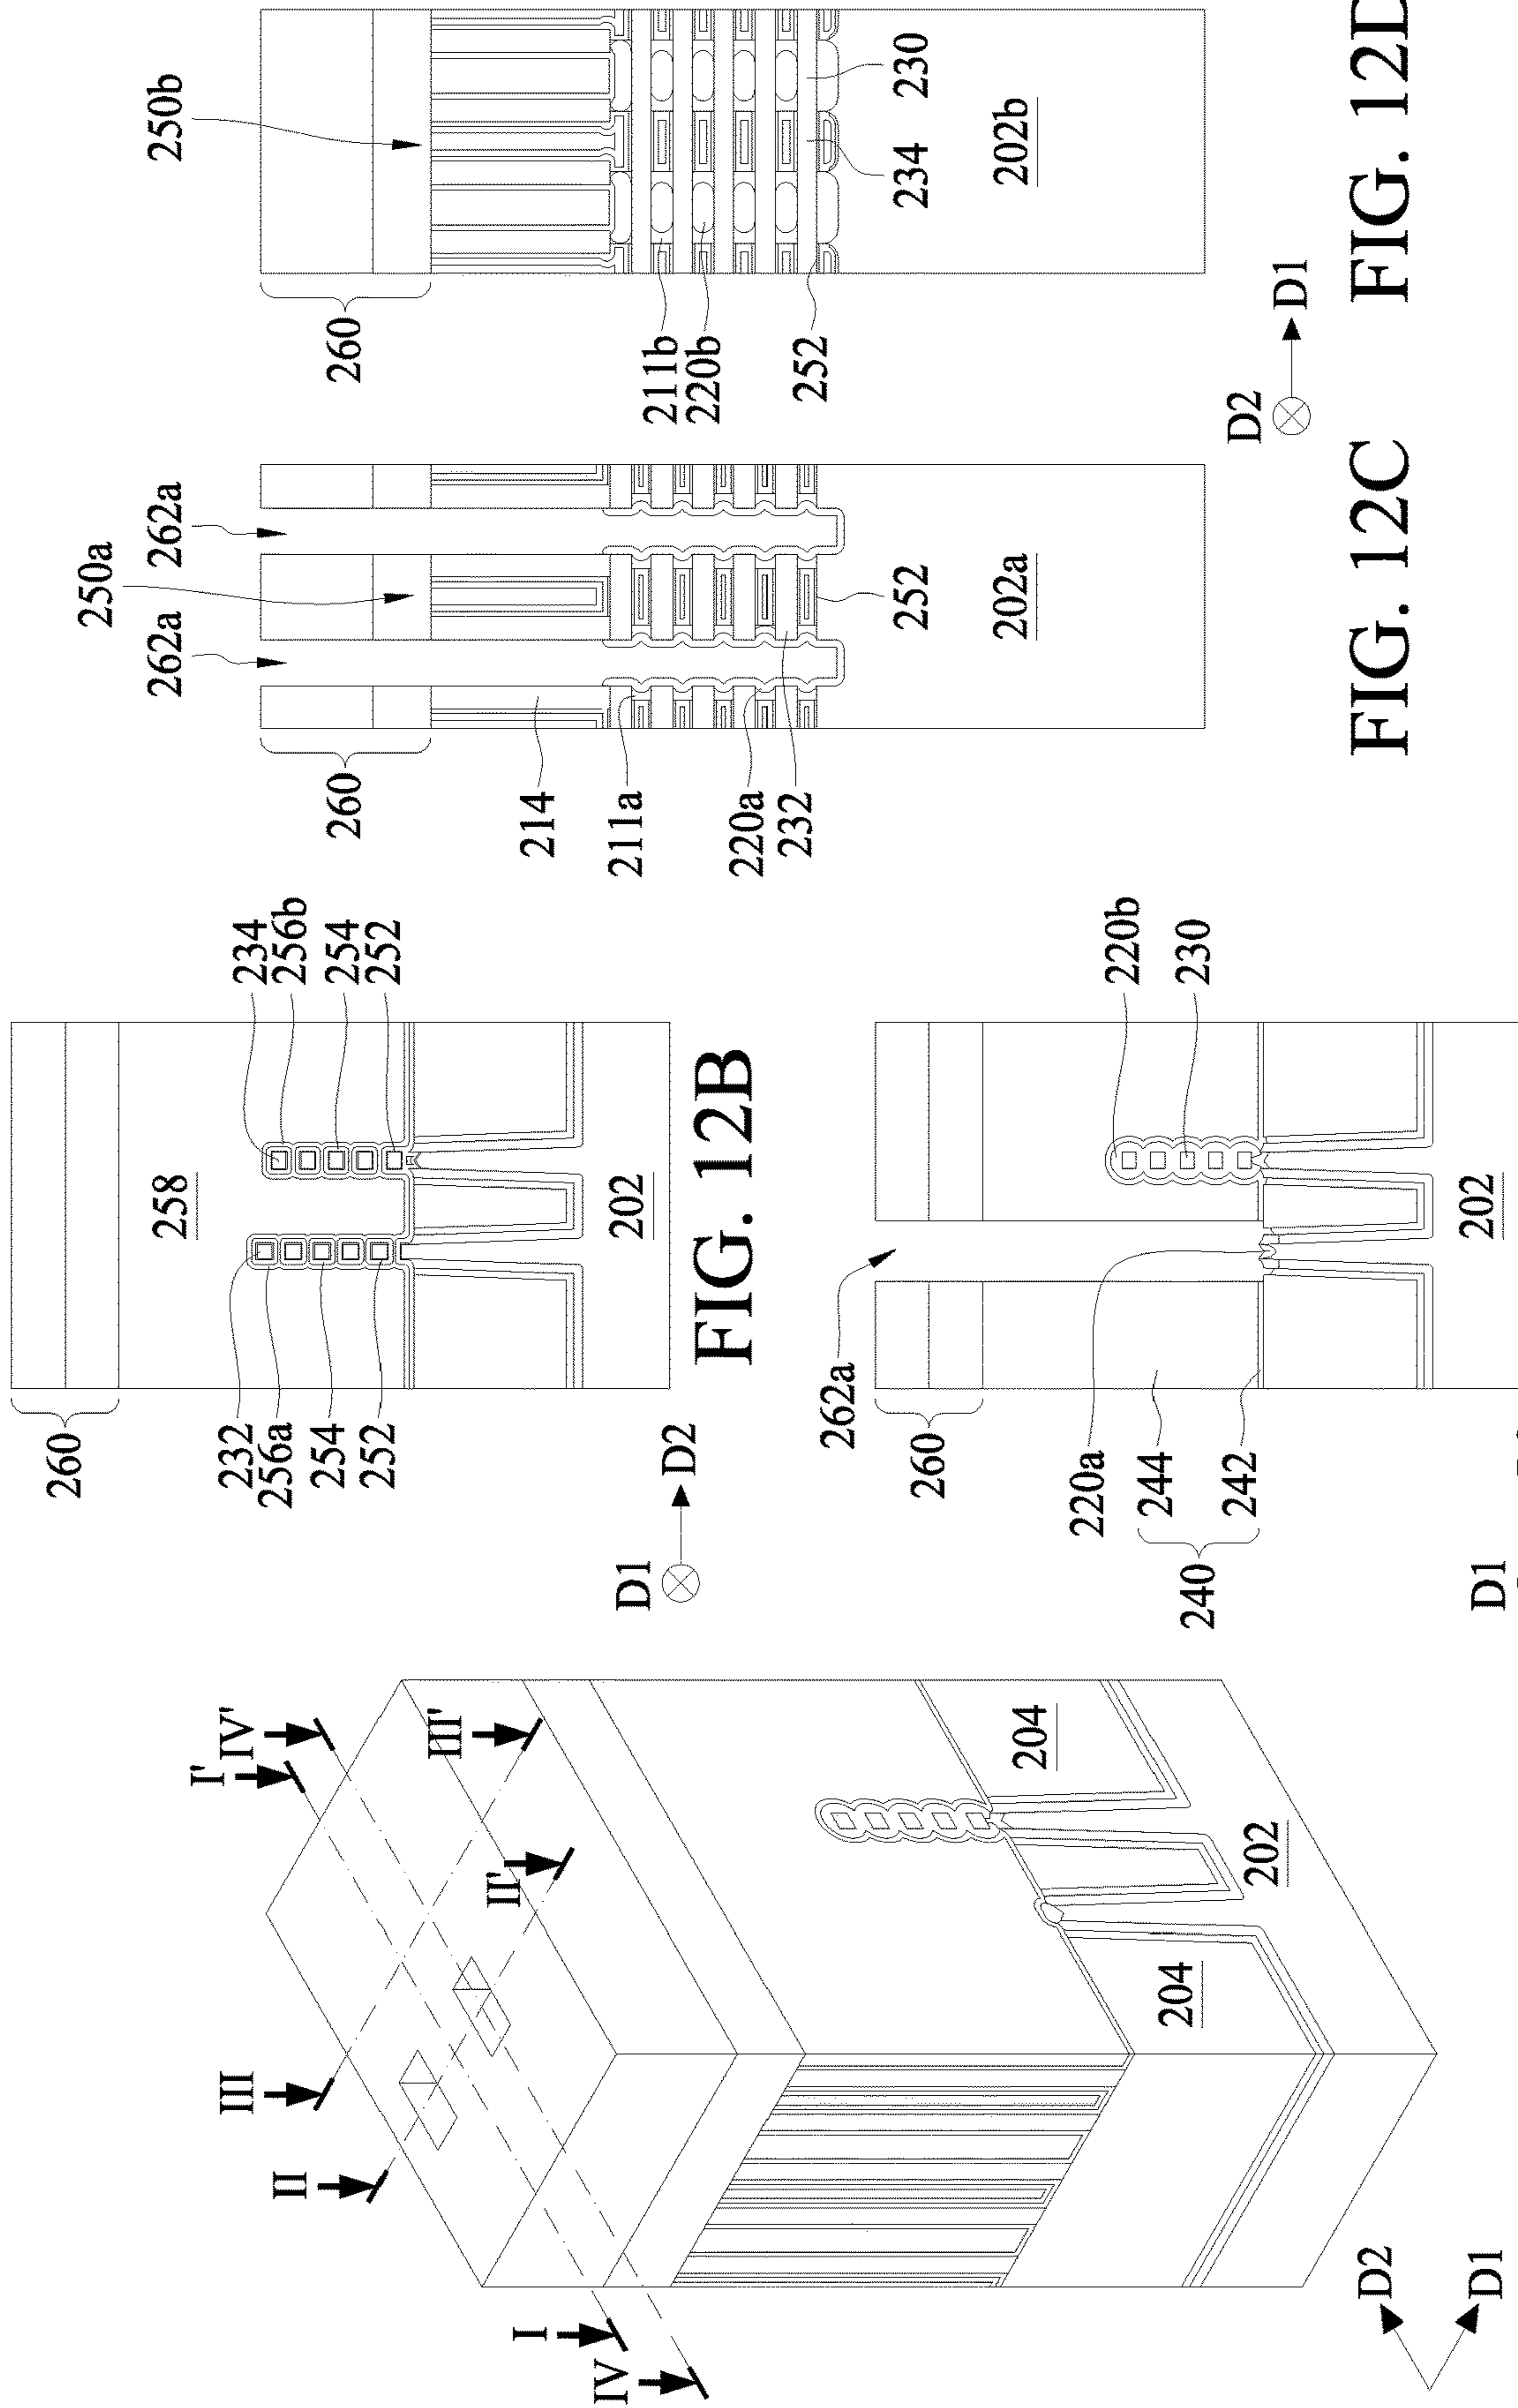 I'
IV'
III
III'
II
II'
I
IV
204
204
202
D2
D1
260
258
232
256a
254
252
234
256b
254
252
202
D1
D2
FIG. 12B
262a
260
220a
244
242
240
220b
230
202
D1
250a
262a
262a
260
214
211a
220a
232
252
202a
FIG. 12C
250b
260
211b
220b
252
234
230
202b
D2
D1
FIG. 12D